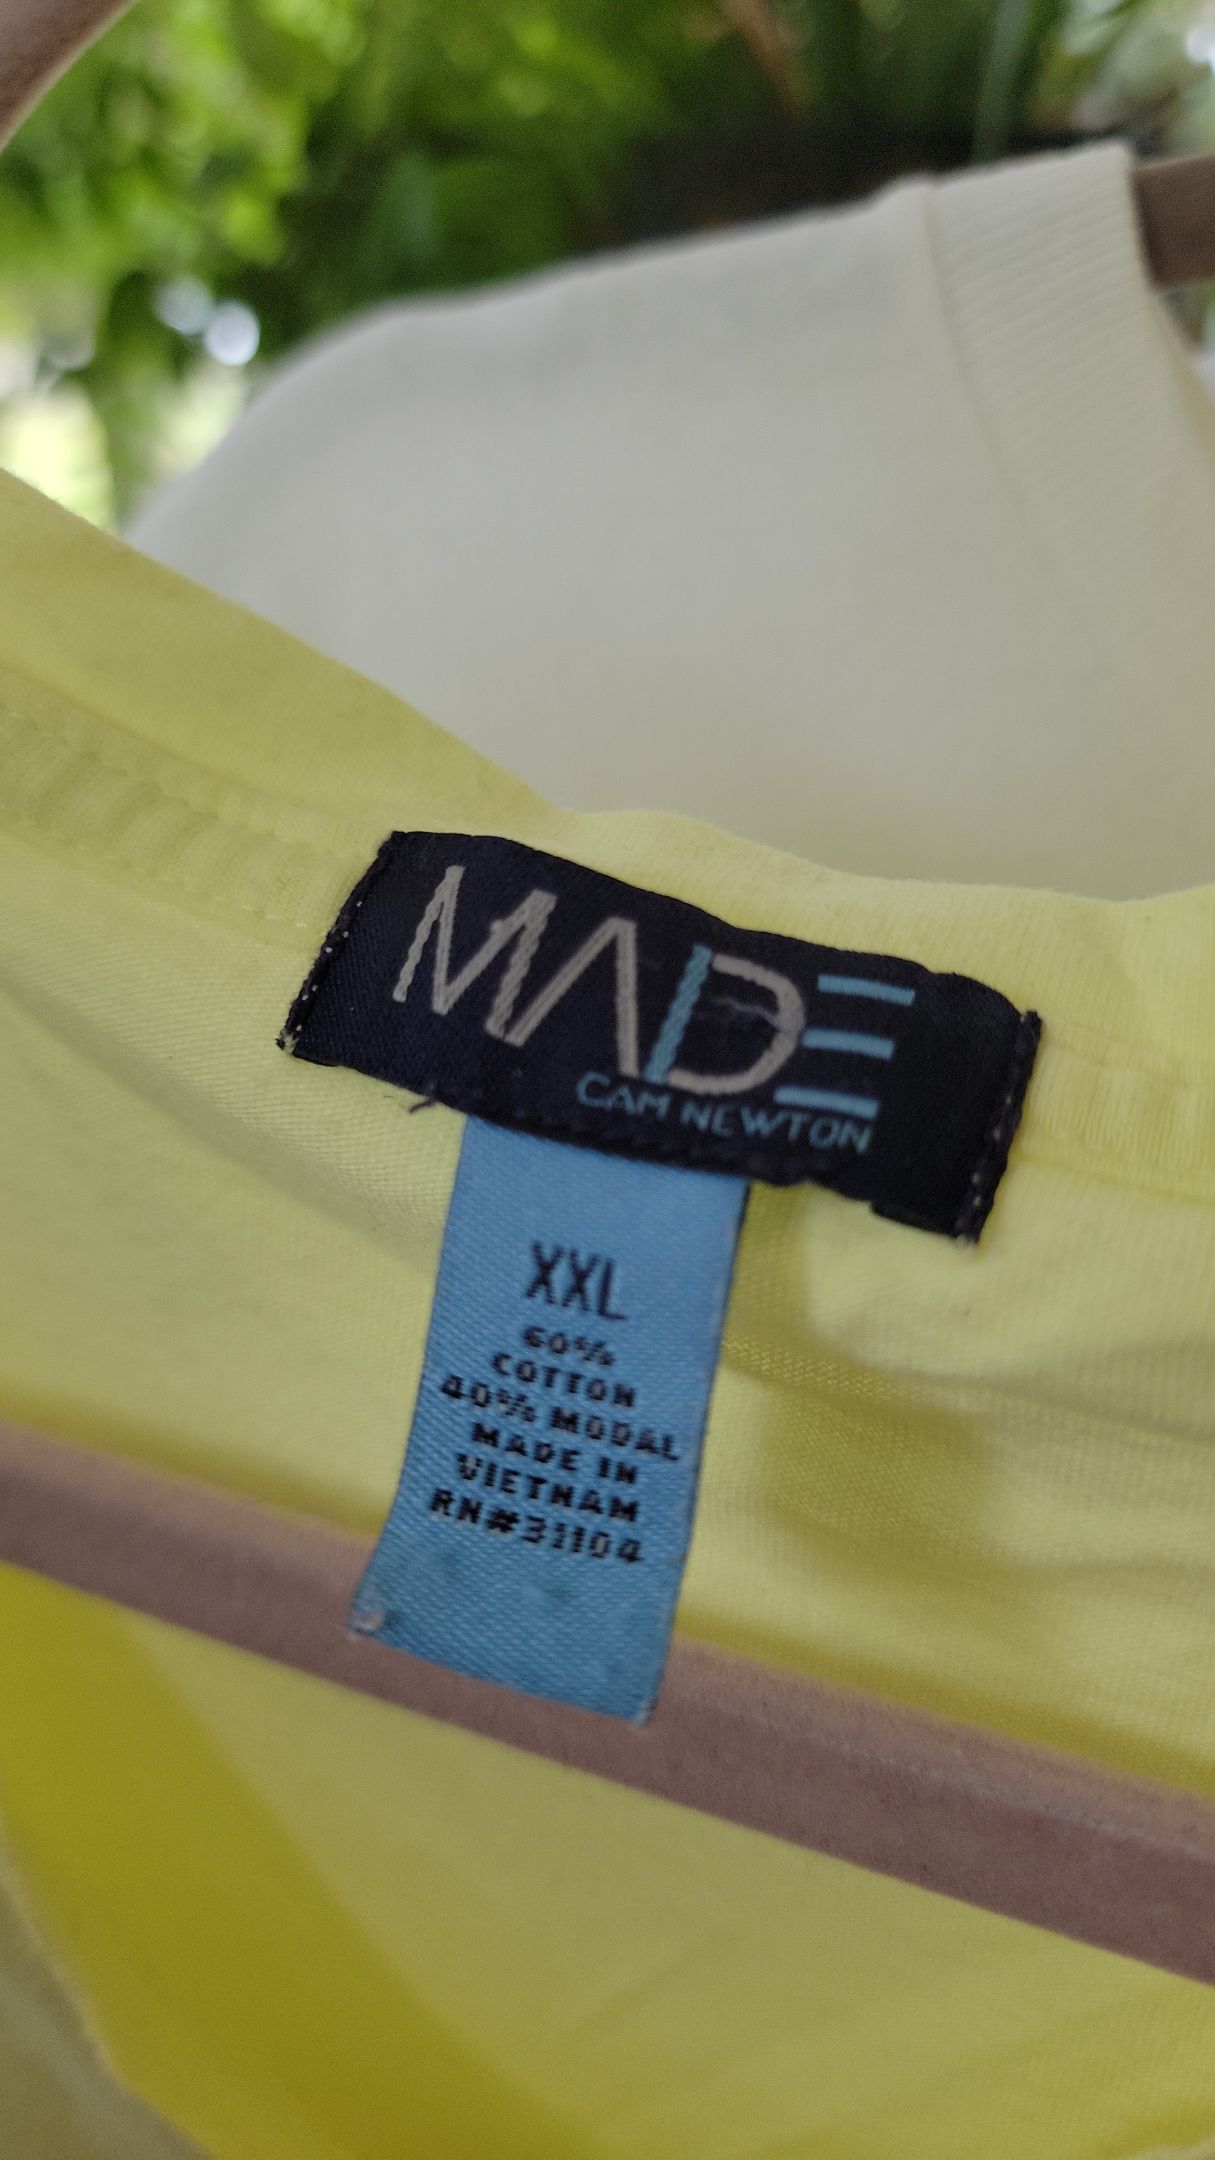 MADE
CAM NEWTON
XXL
60%
COTTON
40% MODAL
MADE IN
VIETNAM
RN#31104